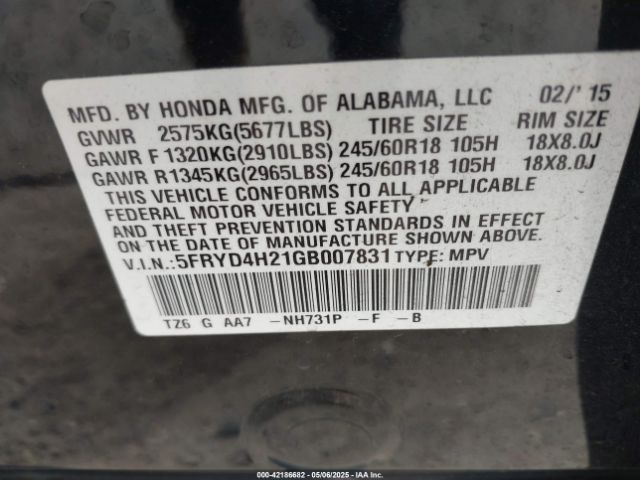 MFD. BY HONDA MFG. OF ALABAMA, LLC 02/'15
GVWR 2575KG(5677LBS) TIRE SIZE RIM SIZE
GAWR F 1320KG(2910LBS) 245/60R18 105H 18X8.0J
GAWR R1345KG(2965LBS) 245/60R18 105H 18X8.0J
THIS VEHICLE CONFORMS TO ALL APPLICABLE
FEDERAL MOTOR VEHICLE SAFETY
AND THEFT PREVENTION STANDARDS IN EFFECT
ON THE DATE OF MANUFACTURE SHOWN ABOVE.
V.I.N.:5FRYD4H21GB007831 TYPE: MPV
TZ6 G AA7 -NH731P -F -B
000-42186682 - 05/06/2025 - IAA Inc.